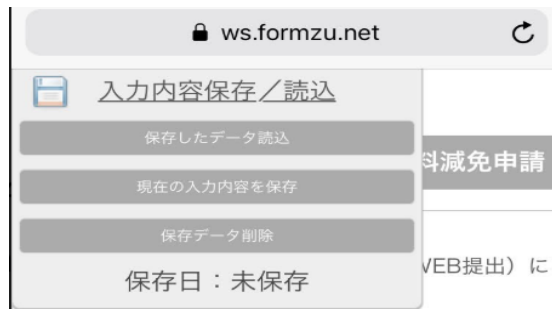 ws.formzu.net
入力内容保存／読込
保存したデータ読込
料減免申請
現在の入力内容を保存
保存データ削除
WEB提出）に
保存日：未保存